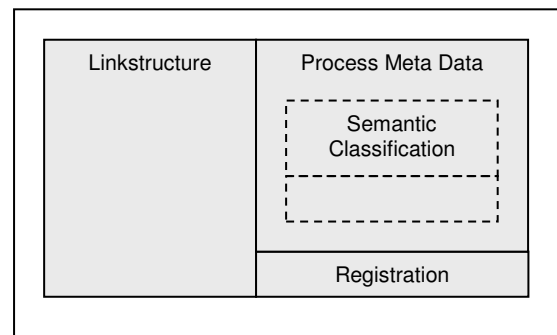 Linkstructure
Process Meta Data
Semantic
Classification
Registration